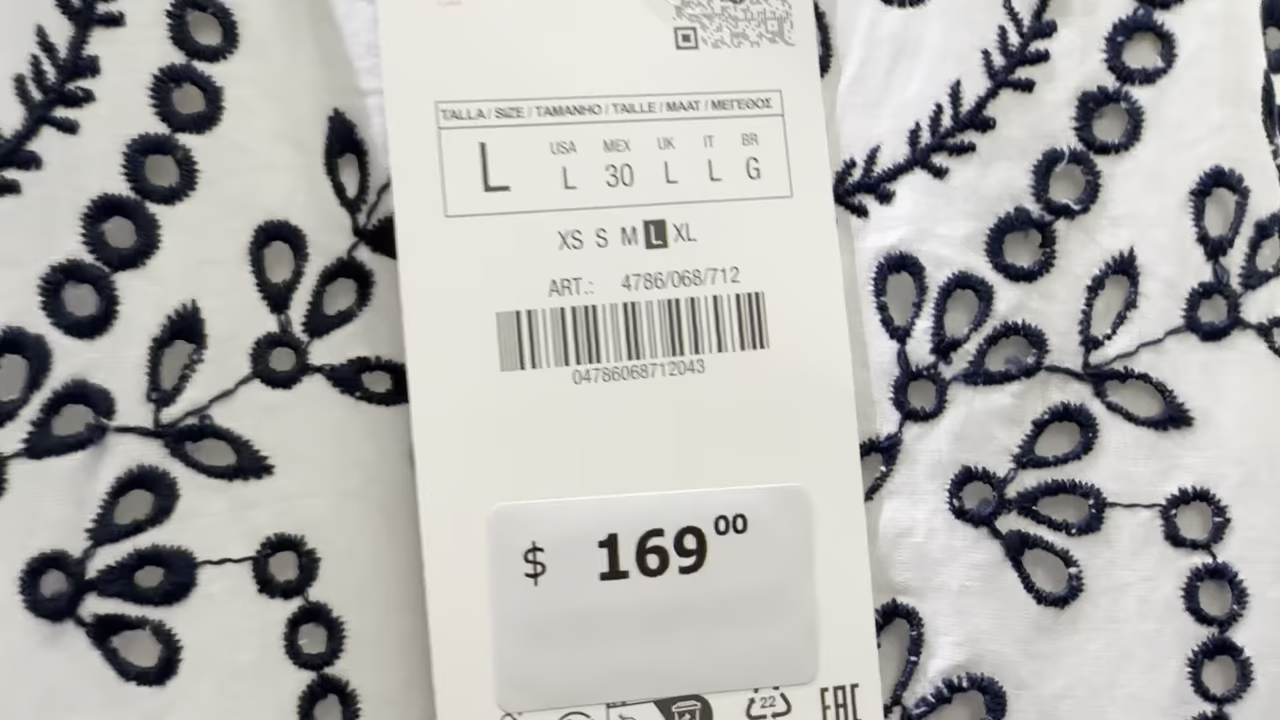 TALLA / SIZE / TAMANHO / TAILLE / MAAT / ΜΕΓΕΘΟΣ
USA MEX UK IT BR
L L 30 L L G
XS S M L XL
ART.: 4786/068/712
04786068712043
$ 169 00
22
EAC